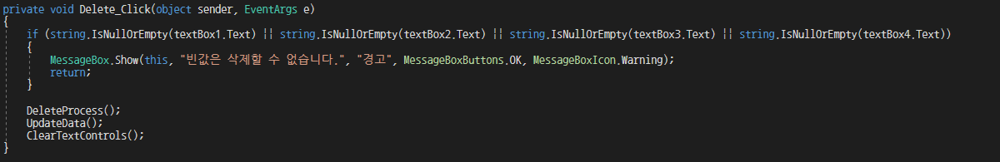 private void Delete_Click(object sender, EventArgs e)
{
if (string.IsNullOrEmpty(textBox1.Text) || string.IsNullOrEmpty(textBox2.Text) || string.IsNullOrEmpty(textBox3.Text) || string.IsNullOrEmpty(textBox4.Text))
{
MessageBox.Show(this, "빈값은 삭제할 수 없습니다.", "경고", MessageBoxButtons.OK, MessageBoxIcon.Warning);
return;
}
DeleteProcess();
UpdateData();
ClearTextControls();
}